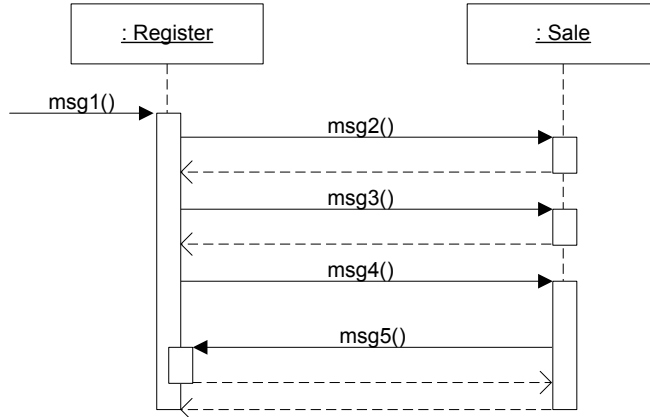 : Register
: Sale
msg1()
msg2()
msg3()
msg4()
msg5()